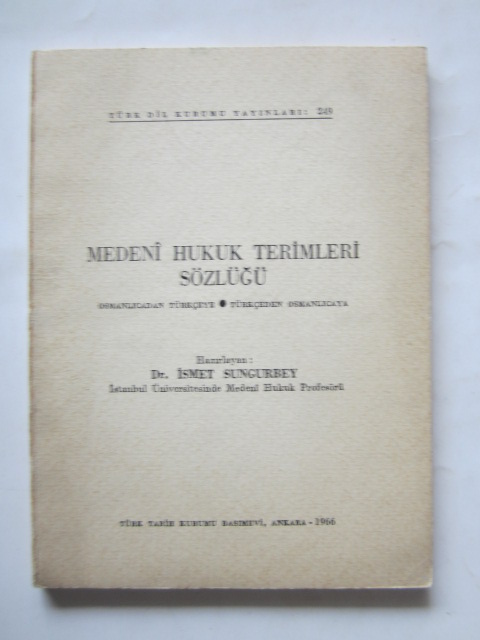 TÜRK DİL KURUMU YAYINLARI: 249
MEDENÎ HUKUK TERİMLERİ
SÖZLÜĞÜ
OSMANLICADAN TÜRKÇEYE ● TÜRKÇEDEN OSMANLICAYA
Hazırlayan:
Dr. İSMET SUNGURBEY
İstanbul Üniversitesinde Medenî Hukuk Profesörü
TÜRK TARİH KURUMU BASIMEVİ, ANKARA - 1966